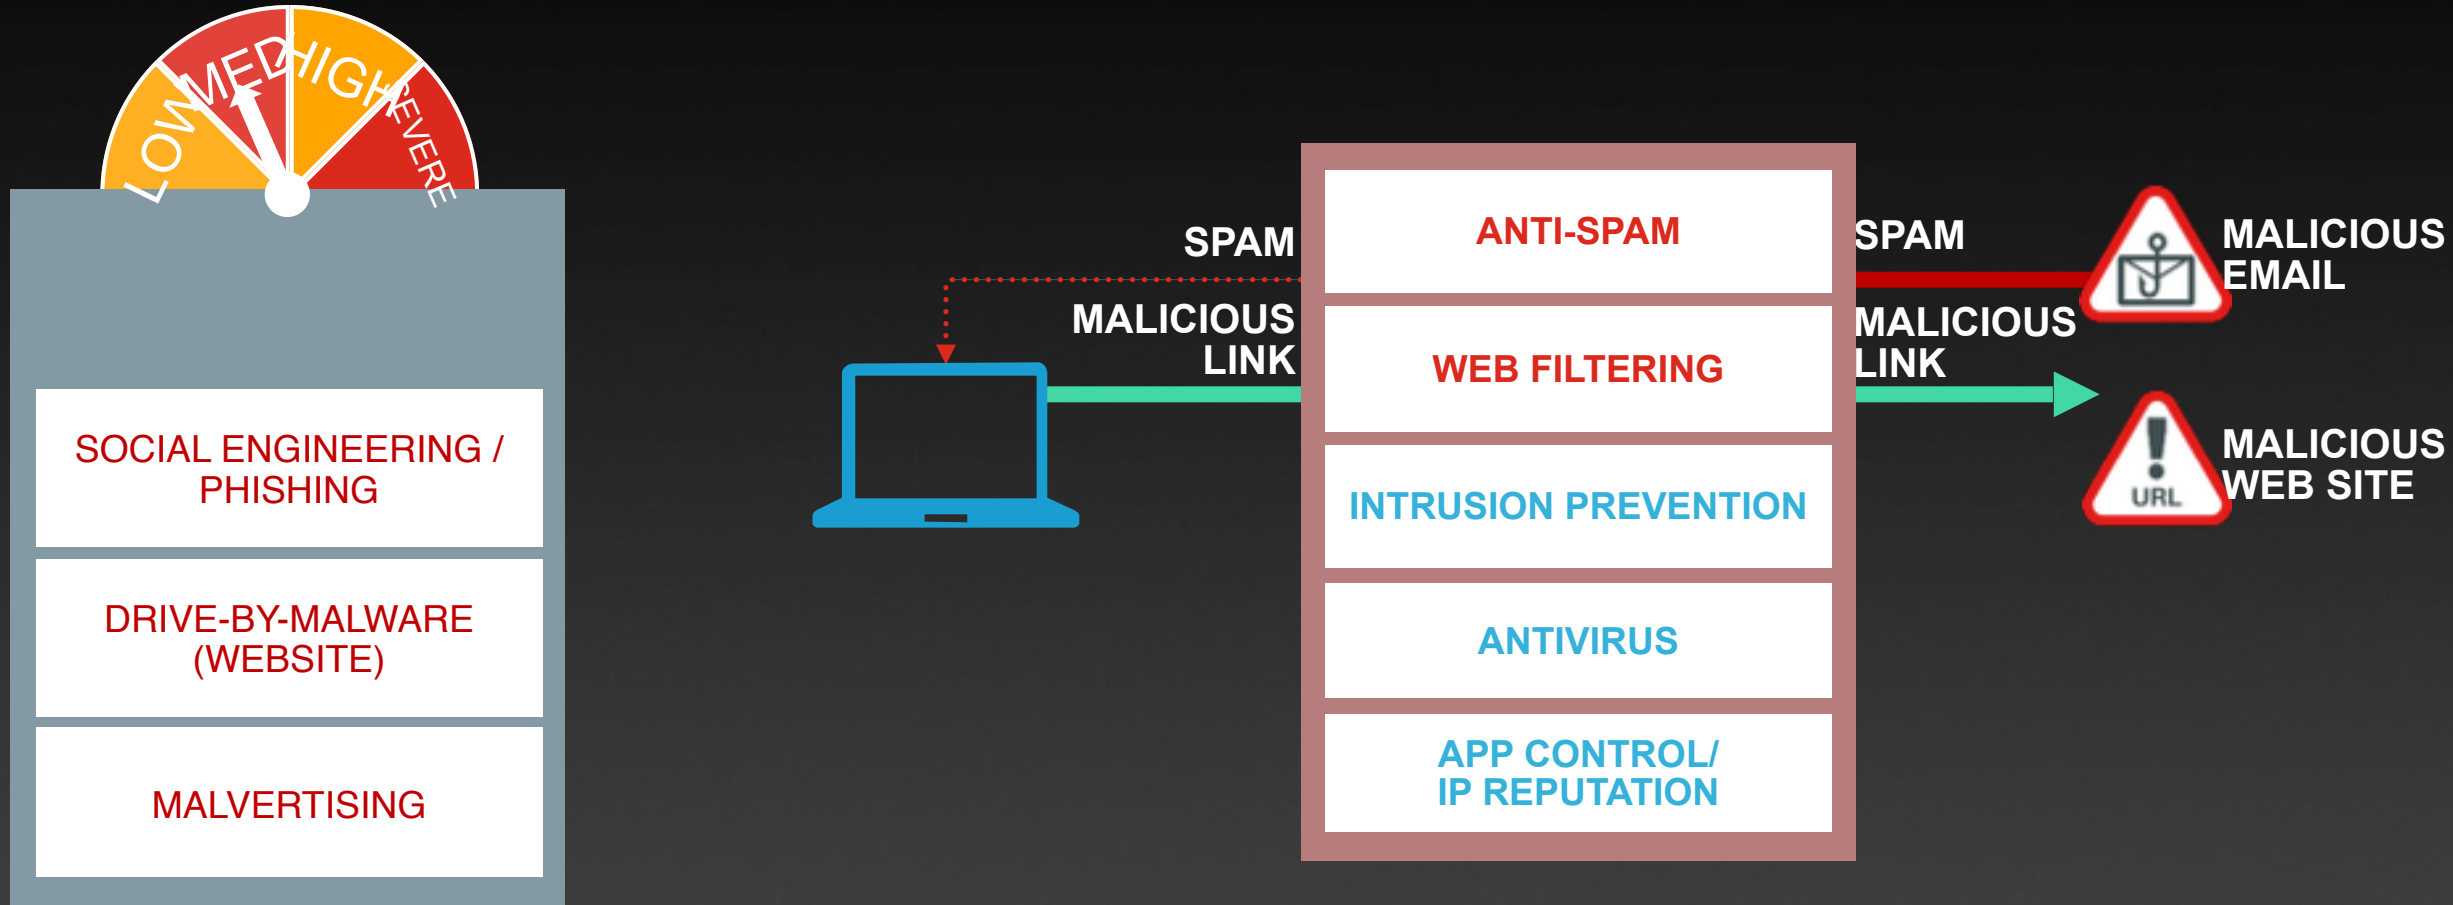 LOW
MED
HIGH
SEVERE
SOCIAL ENGINEERING /
PHISHING
DRIVE-BY-MALWARE
(WEBSITE)
MALVERTISING
SPAM
MALICIOUS
LINK
ANTI-SPAM
WEB FILTERING
INTRUSION PREVENTION
ANTIVIRUS
APP CONTROL/
IP REPUTATION
SPAM
MALICIOUS
LINK
MALICIOUS
EMAIL
URL
MALICIOUS
WEB SITE